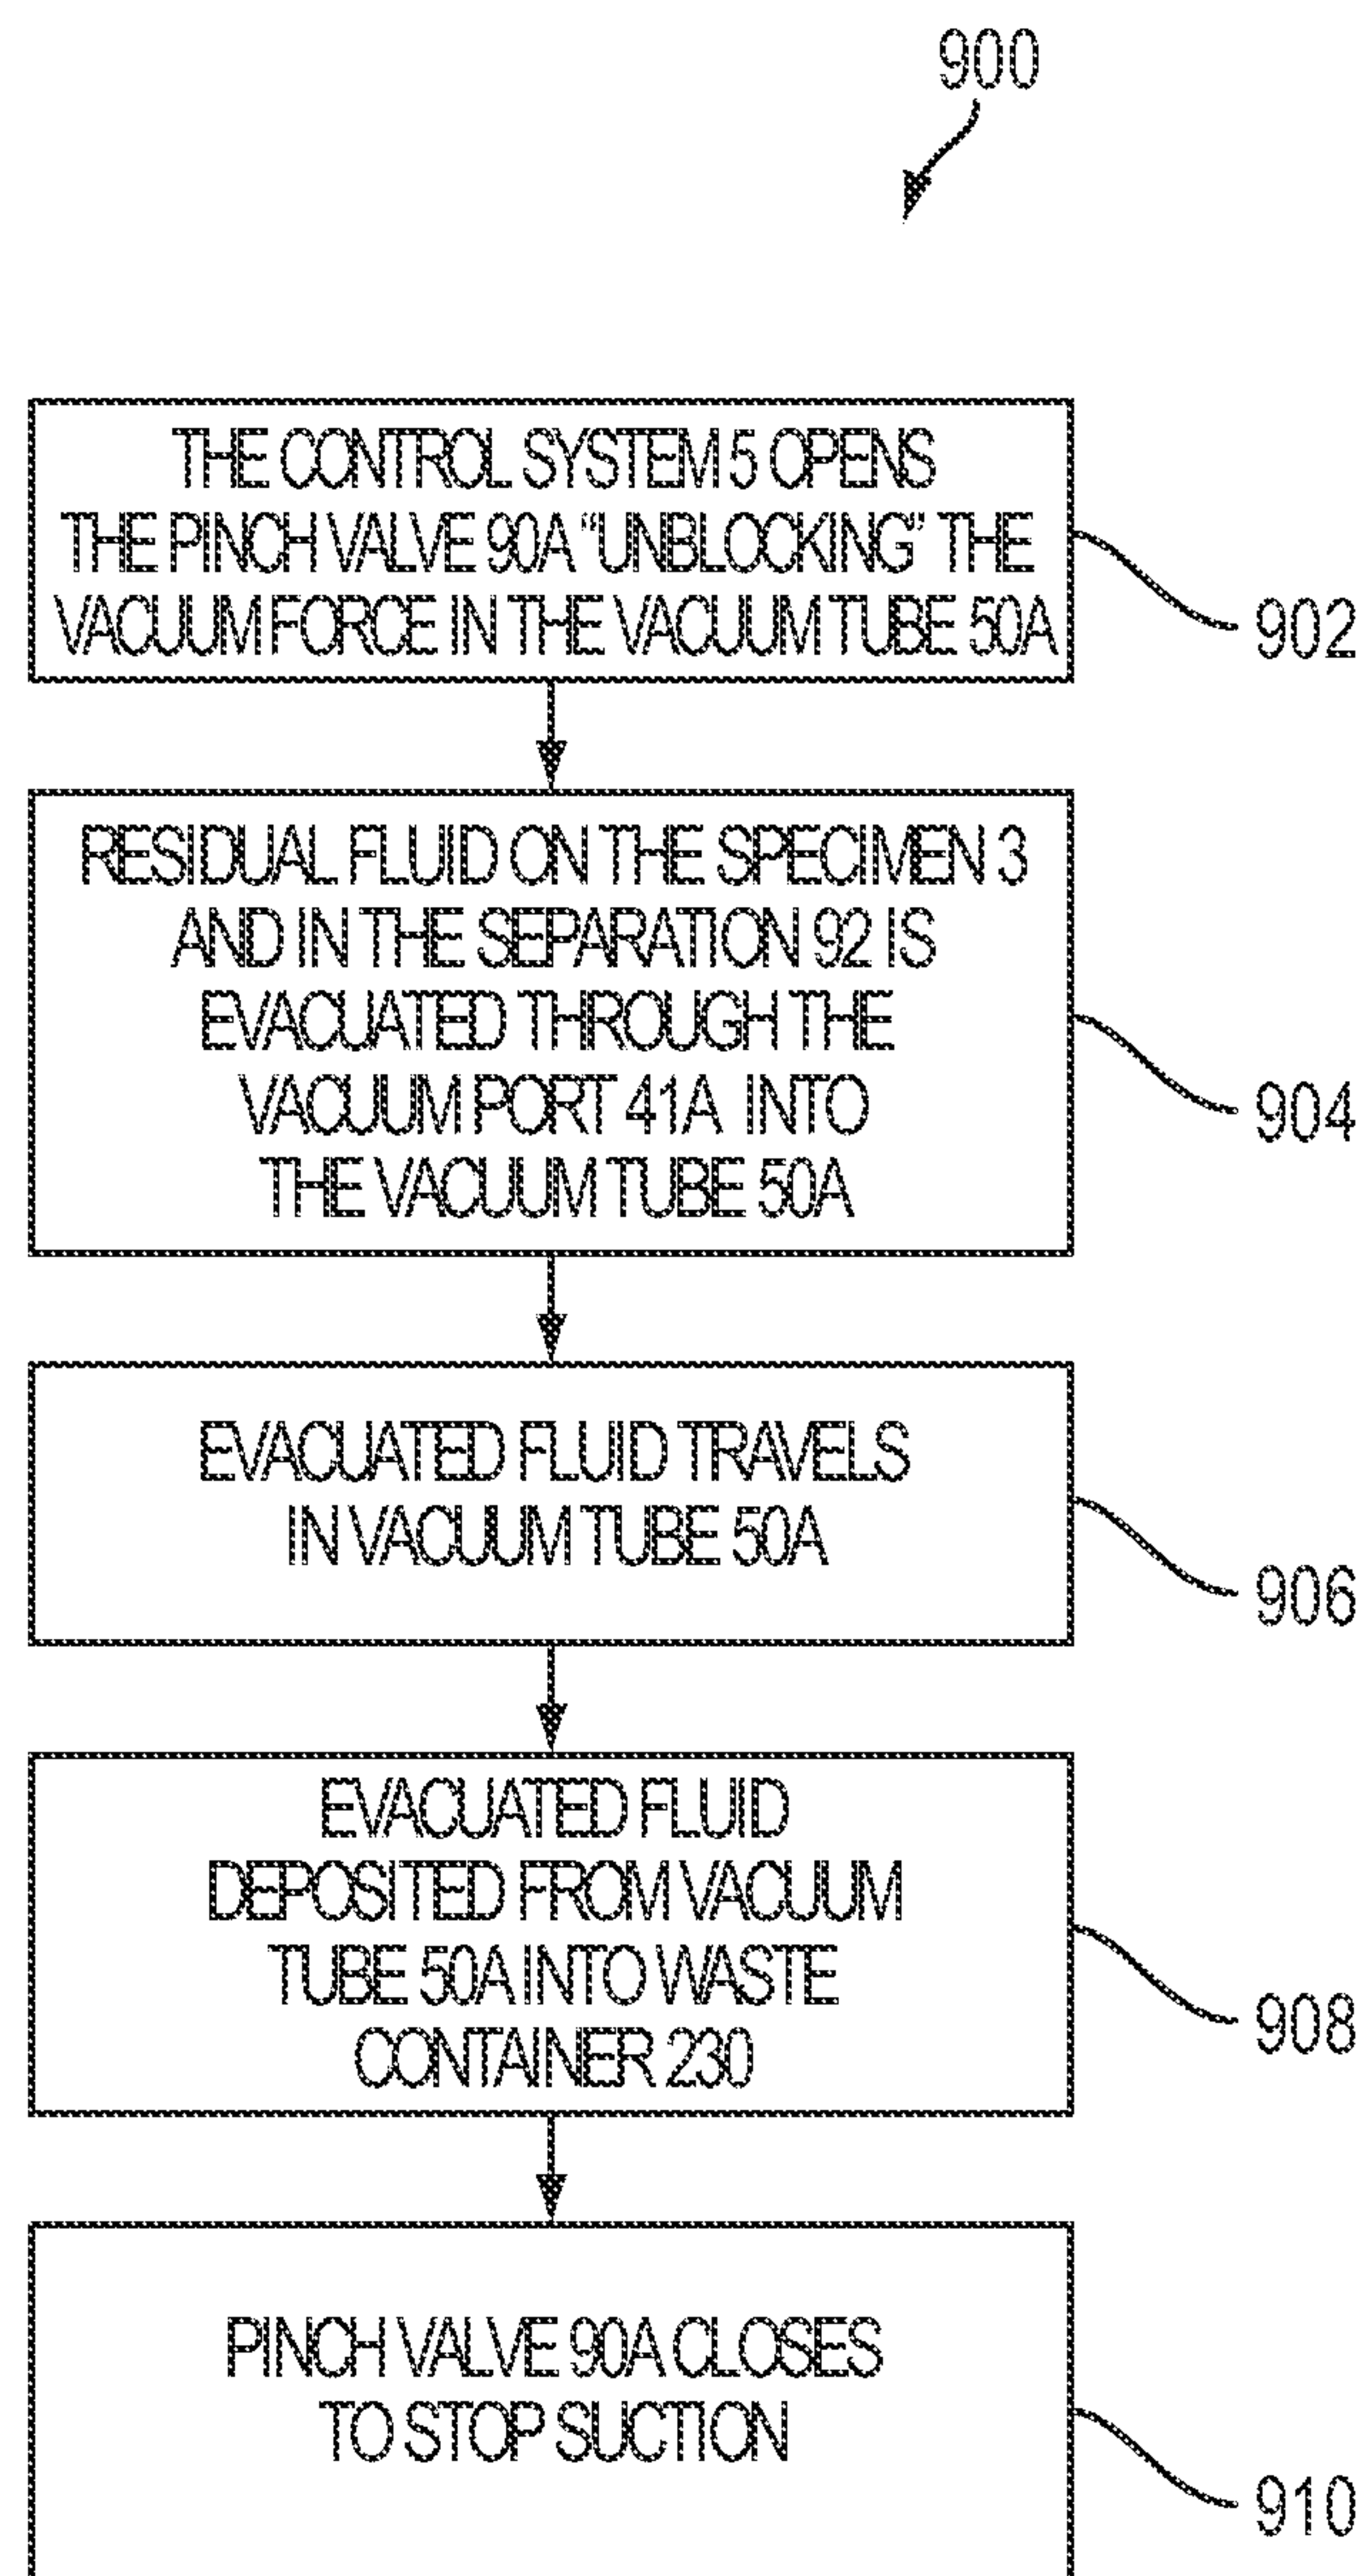 900
THE CONTROL SYSTEM 5 OPENS
THE PINCH VALVE 90A “UNBLOCKING” THE
VACUUM FORCE IN THE VACUUM TUBE 50A
902
RESIDUAL FLUID ON THE SPECIMEN 3
AND IN THE SEPARATION 92 IS
EVACUATED THROUGH THE
VACUUM PORT 41A INTO
THE VACUUM TUBE 50A
904
EVACUATED FLUID TRAVELS
IN VACUUM TUBE 50A
906
EVACUATED FLUID
DEPOSITED FROM VACUUM
TUBE 50A INTO WASTE
CONTAINER 230
908
PINCH VALVE 90A CLOSES
TO STOP SUCTION
910